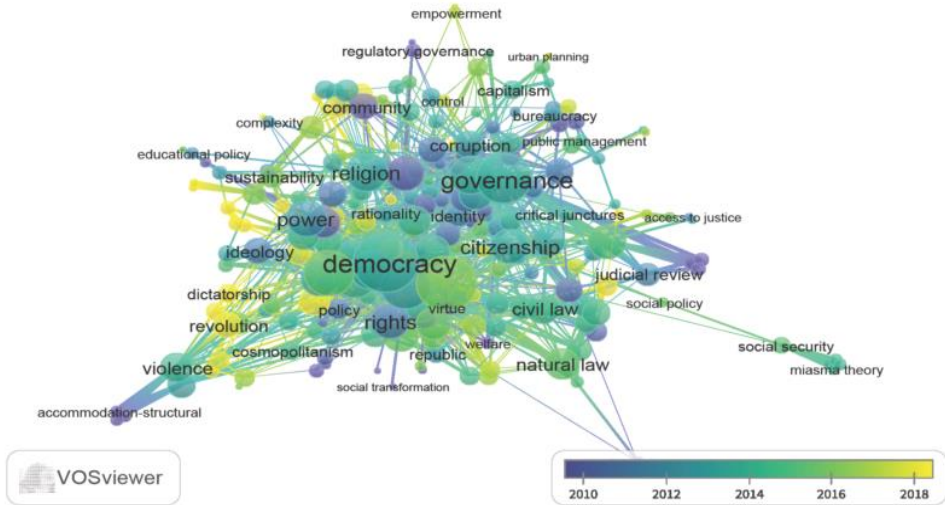 empowerment
regulatory governance
urban planning
capitalism
community
control
bureaucracy
complexity
corruption
public management
educational policy
sustainability
religion
governance
power
rationality
identity
critical junctures
access to justice
ideology
citizenship
democracy
judicial review
dictatorship
social policy
policy
virtue
civil law
revolution
rights
cosmopolitanism
republic
welfare
social security
violence
natural law
miasma theory
social transformation
accommodation-structural
VOSviewer
2010 2012 2014 2016 2018